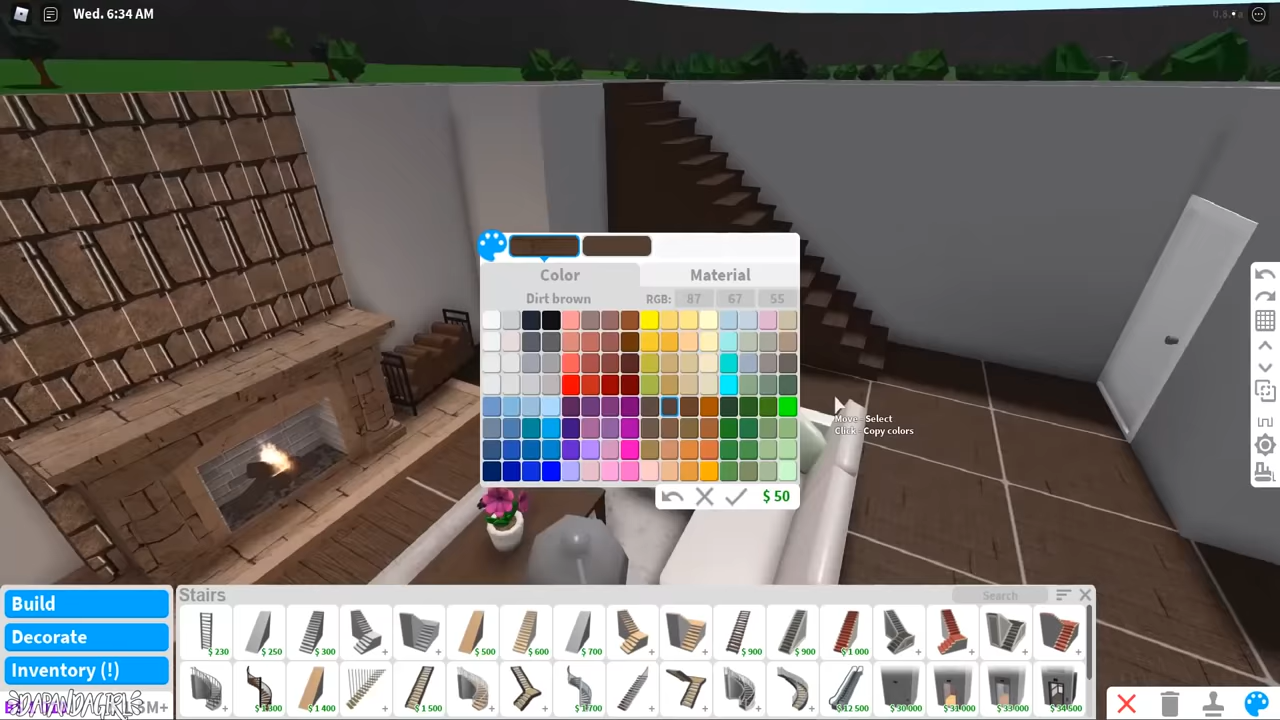 Wed. 6:34 AM
Color
Material
Dirt brown
RGB: 87 67 55
Move - Select
Click - Copy colors
$ 50
Build
Decorate
Inventory (!)
Stairs
Search
$ 230
$ 250
$ 300
$ 500
$ 600
$ 700
$ 900
$ 900
$1 000
$ 1 400
$ 1 500
$ 12 500
$ 30 000
$ 31 000
$ 33 000
$ 34 500